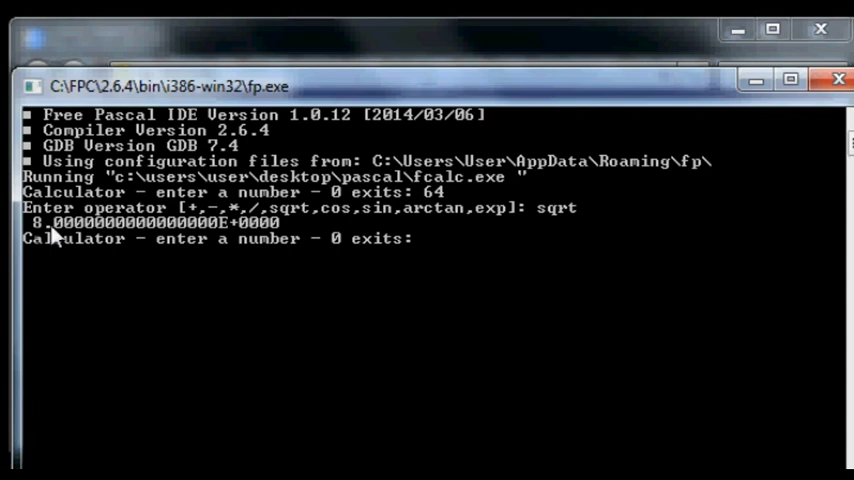 C:\FPC\2.6.4\bin\i386-win32\fp.exe
Free Pascal IDE Version 1.0.12 [2014/03/06]
Compiler Version 2.6.4
GDB Version GDB 7.4
Using configuration files from: C:\Users\User\AppData\Roaming\fp\
Running "c:\users\user\desktop\pascal\fcalc.exe "
Calculator - enter a number - 0 exits: 64
Enter operator [+,-,*,/,sqrt,cos,sin,arctan,exp]: sqrt
8.0000000000000000E+0000
Calculator - enter a number - 0 exits: